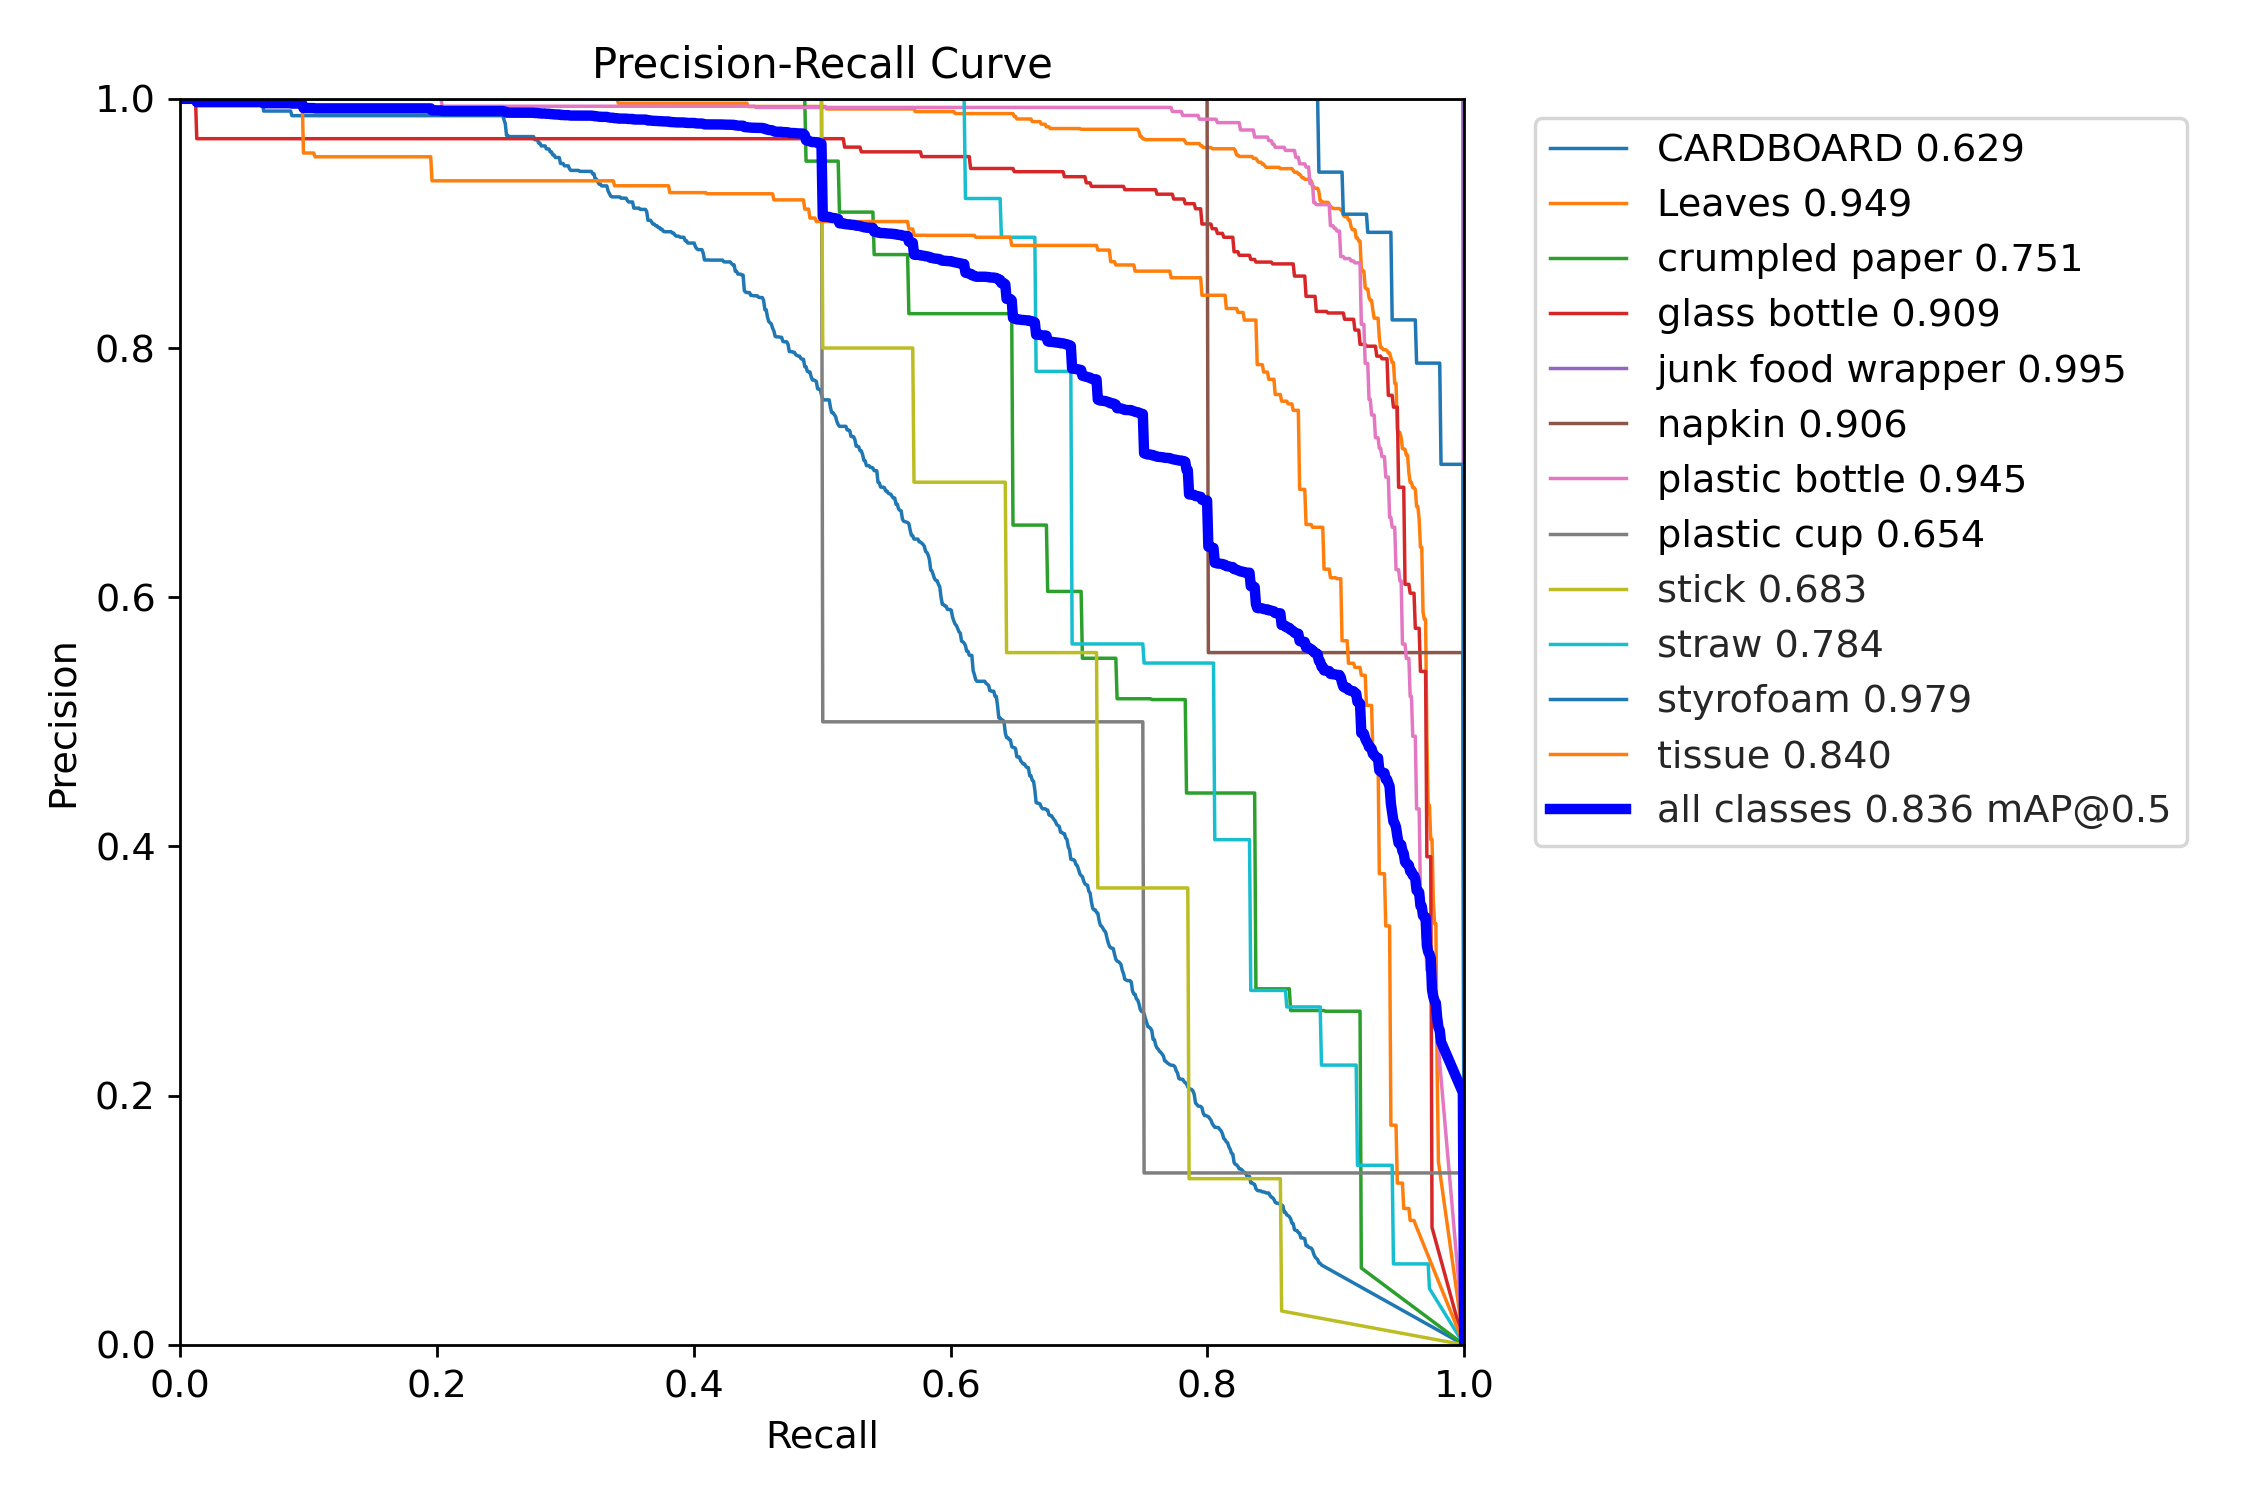 Precision-Recall Curve
1.0
0.8
0.6
0.4
0.2
0.0
Precision
0.0 0.2 0.4 0.6 0.8 1.0
Recall
CARDBOARD 0.629
Leaves 0.949
crumpled paper 0.751
glass bottle 0.909
junk food wrapper 0.995
napkin 0.906
plastic bottle 0.945
plastic cup 0.654
stick 0.683
straw 0.784
styrofoam 0.979
tissue 0.840
all classes 0.836 mAP@0.5